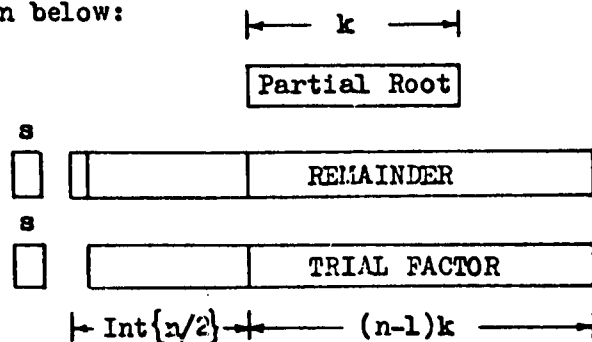 n below:
k
Partial Root
s
REMAINDER
s
TRIAL FACTOR
Int{n/2} (n-1)k